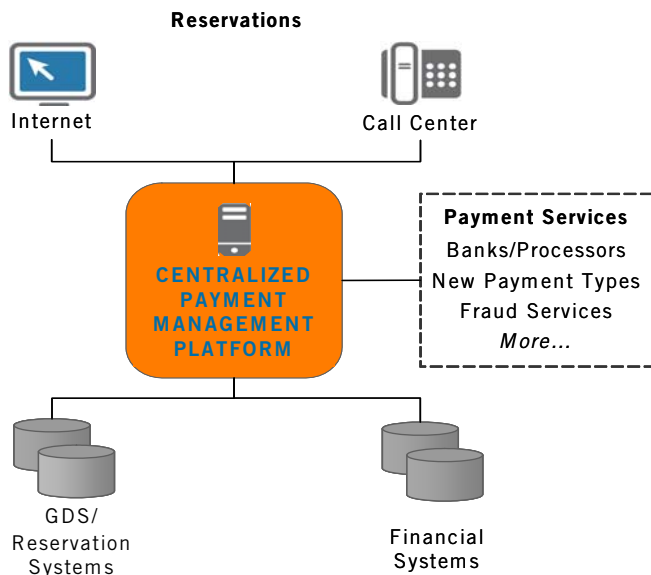 Reservations
Internet
Call Center
CENTRALIZED
PAYMENT
MANAGEMENT
PLATFORM
Payment Services
Banks/Processors
New Payment Types
Fraud Services
More...
GDS/
Reservation
Systems
Financial
Systems